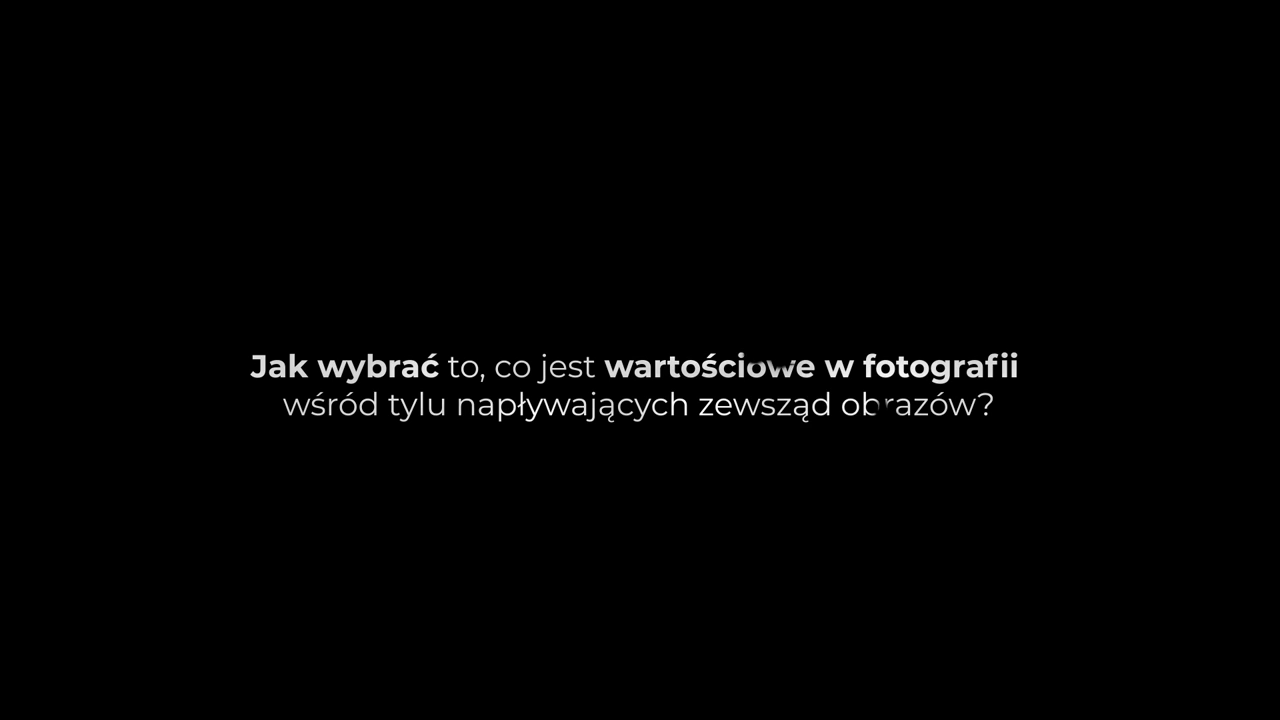 Jak wybrać to, co jest wartościowe w fotografii
wśród tylu napływających zewsząd obrazów?